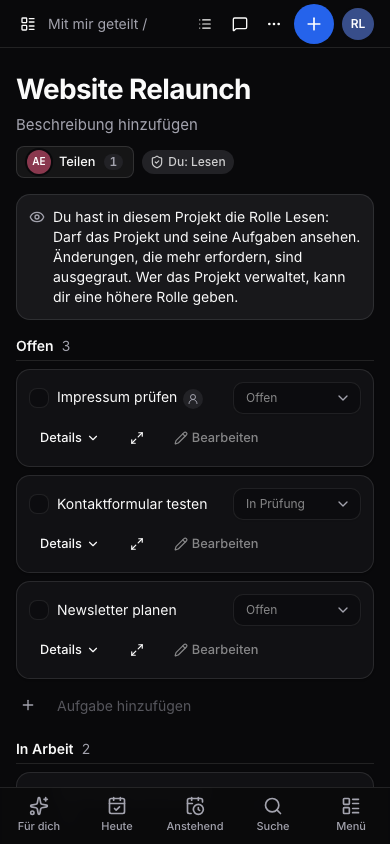 Mit mir geteilt /
RL
Website Relaunch
Beschreibung hinzufügen
AE Teilen 1 Du: Lesen
Du hast in diesem Projekt die Rolle Lesen:
Darf das Projekt und seine Aufgaben ansehen.
Änderungen, die mehr erfordern, sind
ausgegraut. Wer das Projekt verwaltet, kann
dir eine höhere Rolle geben.
Offen 3
Impressum prüfen Offen
Details Bearbeiten
Kontaktformular testen In Prüfung
Details Bearbeiten
Newsletter planen Offen
Details Bearbeiten
Aufgabe hinzufügen
In Arbeit 2
Für dich Heute Anstehend Suche Menü